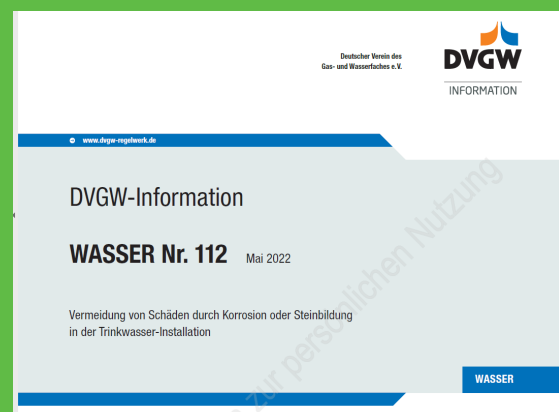 Deutscher Verein des
Gas- und Wasserfaches e.V.
DVGW
INFORMATION
www.dvgw-regelwerk.de
DVGW-Information
WASSER Nr. 112 Mai 2022
Vermeidung von Schäden durch Korrosion oder Steinbildung
in der Trinkwasser-Installation
zur persönlichen Nutzung
WASSER